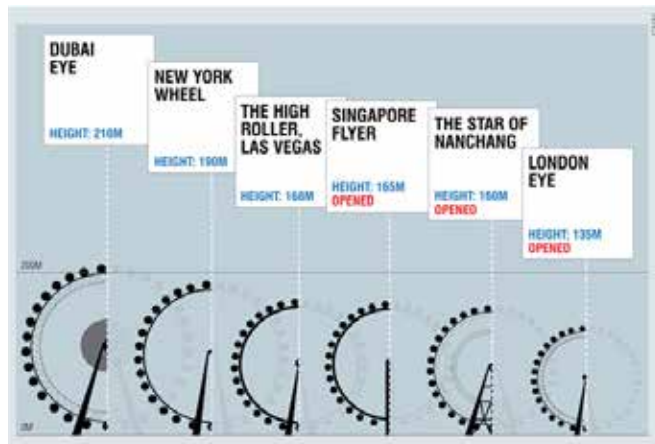 DUBAI
EYE
HEIGHT: 210M
NEW YORK
WHEEL
HEIGHT: 190M
THE HIGH
ROLLER,
LAS VEGAS
HEIGHT: 168M
SINGAPORE
FLYER
HEIGHT: 165M
OPENED
THE STAR OF
NANCHANG
HEIGHT: 160M
OPENED
LONDON
EYE
HEIGHT: 135M
OPENED
200M
0M